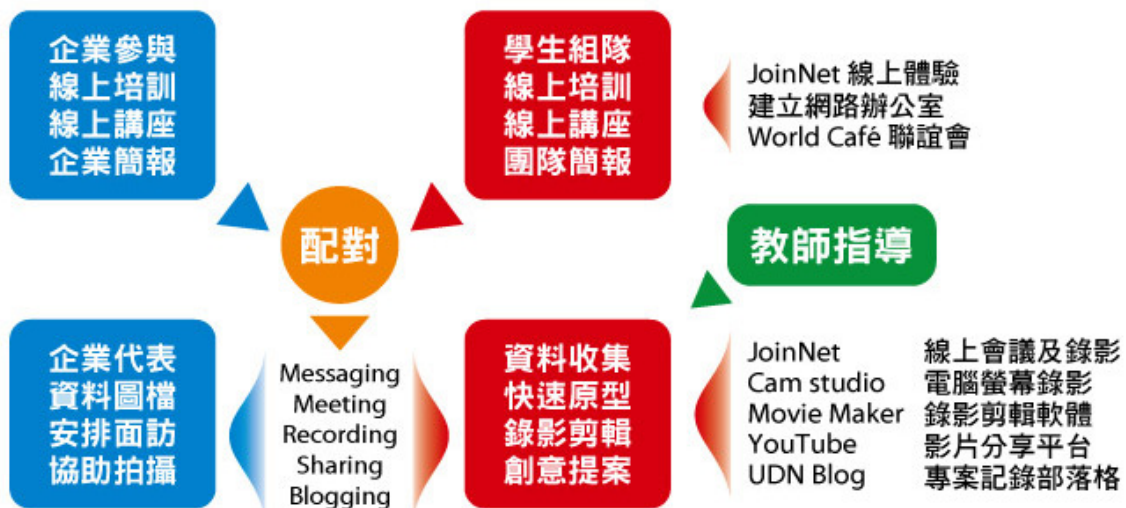 企業參與
線上培訓
線上講座
企業簡報
學生組隊
線上培訓
線上講座
團隊簡報
JoinNet 線上體驗
建立網路辦公室
World Café 聯誼會
配對
教師指導
企業代表
資料圖檔
安排面訪
協助拍攝
Messaging
Meeting
Recording
Sharing
Blogging
資料收集
快速原型
錄影剪輯
創意提案
JoinNet 線上會議及錄影
Cam studio 電腦螢幕錄影
Movie Maker 錄影剪輯軟體
YouTube 影片分享平台
UDN Blog 專案記錄部落格